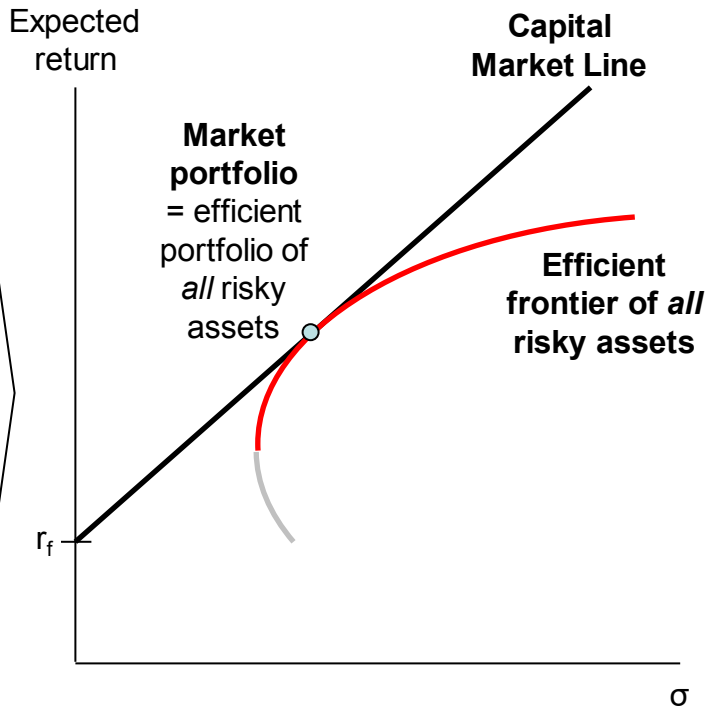 Expected
return
Capital
Market Line
Market
portfolio
= efficient
portfolio of
all risky
assets
Efficient
frontier of all
risky assets
rf
σ